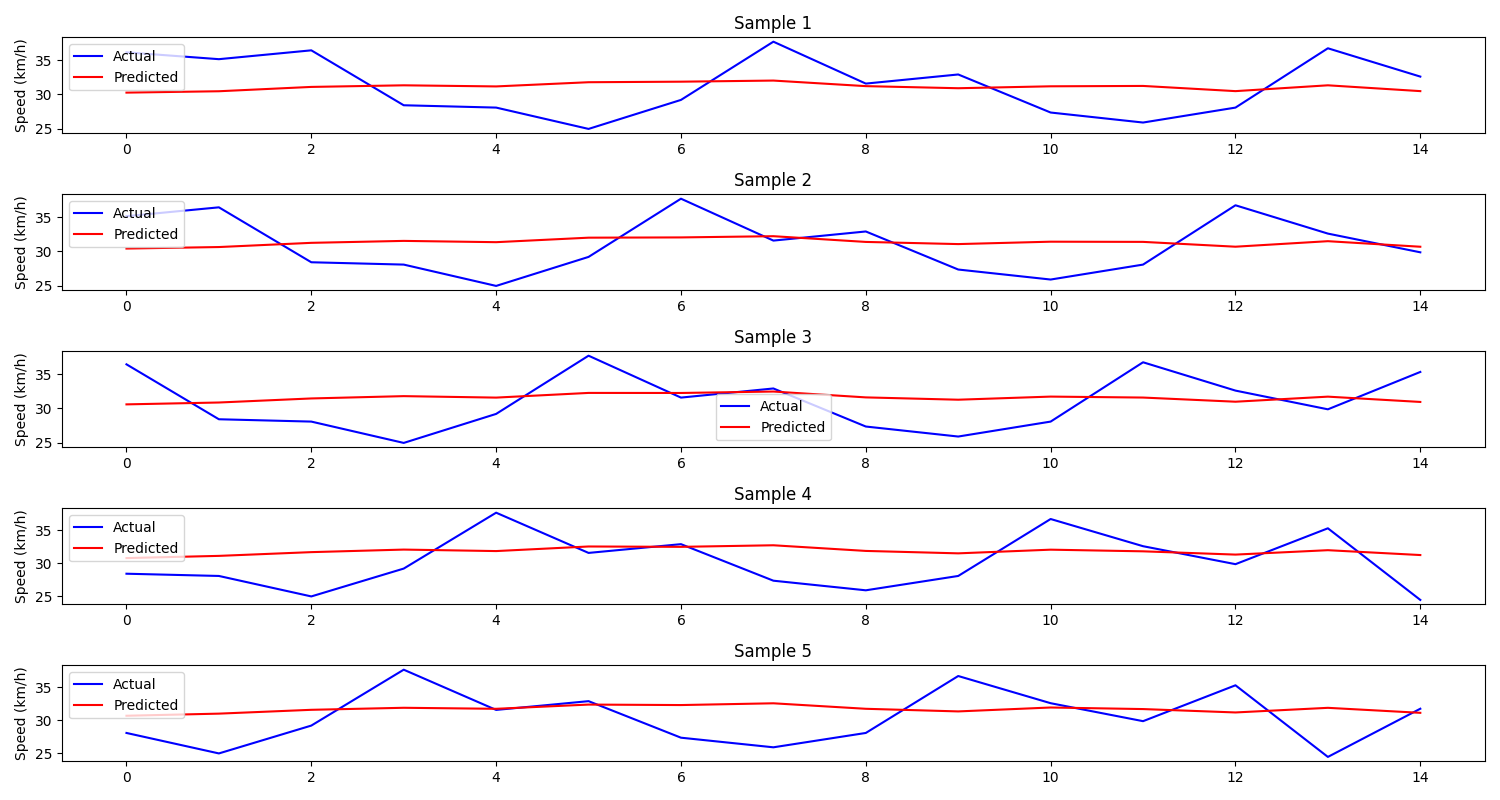 Sample 1
Speed (km/h)
35
30
25
Actual
Predicted
0 2 4 6 8 10 12 14
Sample 2
Speed (km/h)
35
30
25
Actual
Predicted
0 2 4 6 8 10 12 14
Sample 3
Speed (km/h)
35
30
25
Actual
Predicted
0 2 4 6 8 10 12 14
Sample 4
Speed (km/h)
35
30
25
Actual
Predicted
0 2 4 6 8 10 12 14
Sample 5
Speed (km/h)
35
30
25
Actual
Predicted
0 2 4 6 8 10 12 14